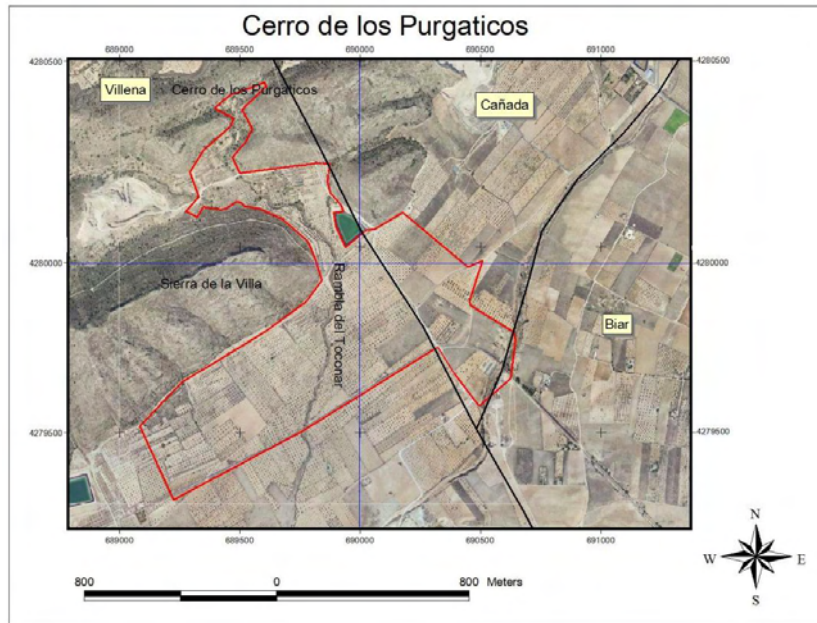 Cerro de los Purgaticos
689000 689500 690000 690500 691000
4280500 4280500
Villena
Cerro de los Purgaticos
Cañada
4280000 4280000
Sierra de la Villa
Rambla del Toconar
Biar
4279500 4279500
689000 689500 690000 690500 691000
800 0 800 Meters
N
W E
S